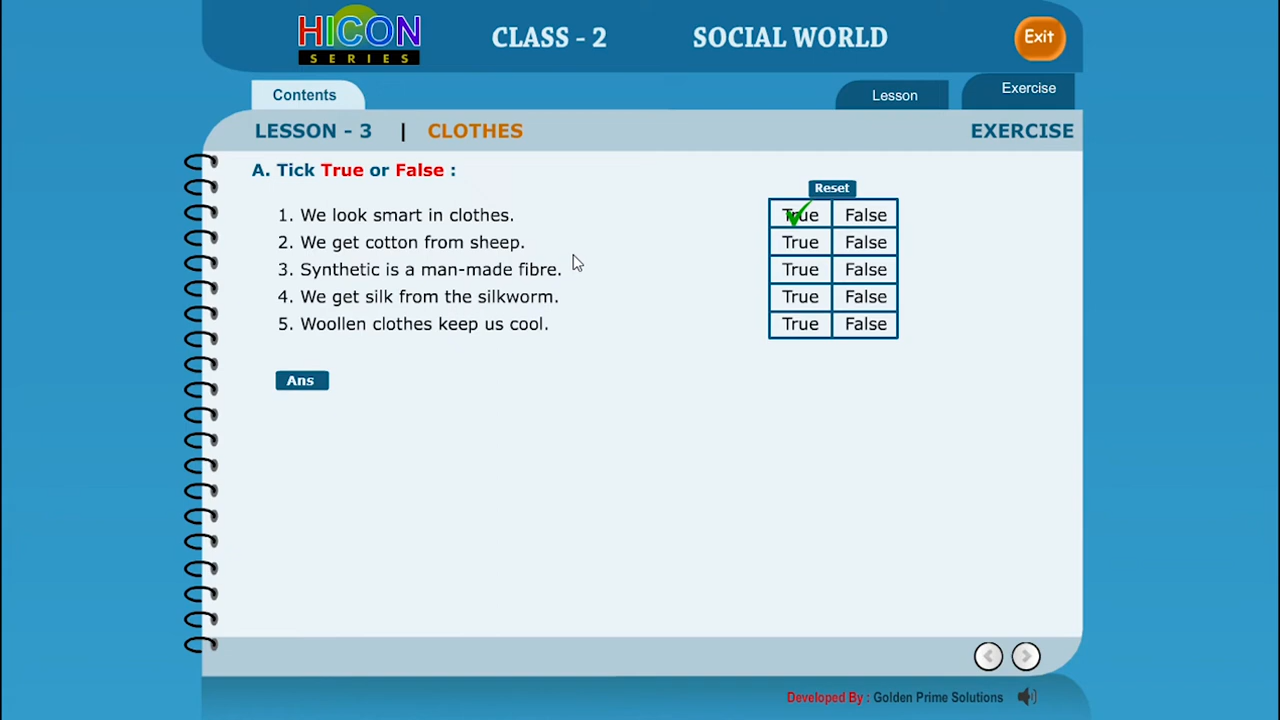 HICON
SERIES
CLASS - 2
SOCIAL WORLD
Exit
Contents
Lesson
Exercise
LESSON - 3 | CLOTHES
EXERCISE
A. Tick True or False :
Reset
1. We look smart in clothes. True False
2. We get cotton from sheep. True False
3. Synthetic is a man-made fibre. True False
4. We get silk from the silkworm. True False
5. Woollen clothes keep us cool. True False
Ans
Developed By : Golden Prime Solutions